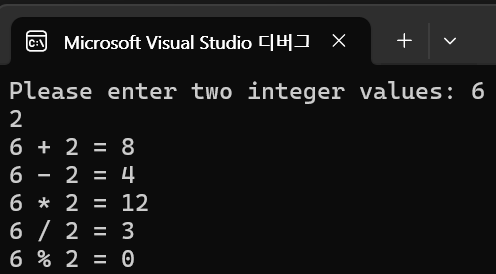 Microsoft Visual Studio 디버그
Please enter two integer values: 6
2
6 + 2 = 8
6 - 2 = 4
6 * 2 = 12
6 / 2 = 3
6 % 2 = 0